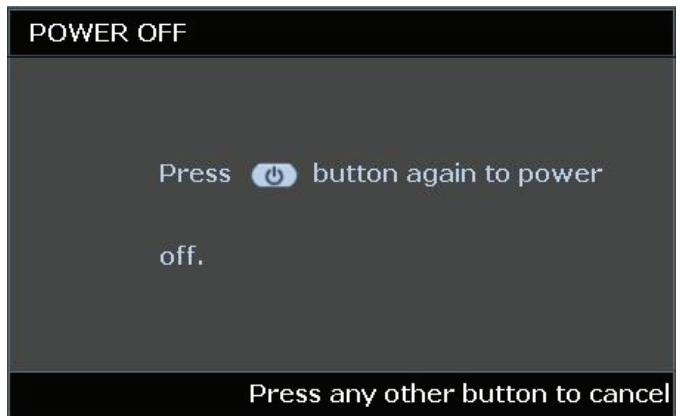 POWER OFF
Press button again to power
off.
Press any other button to cancel